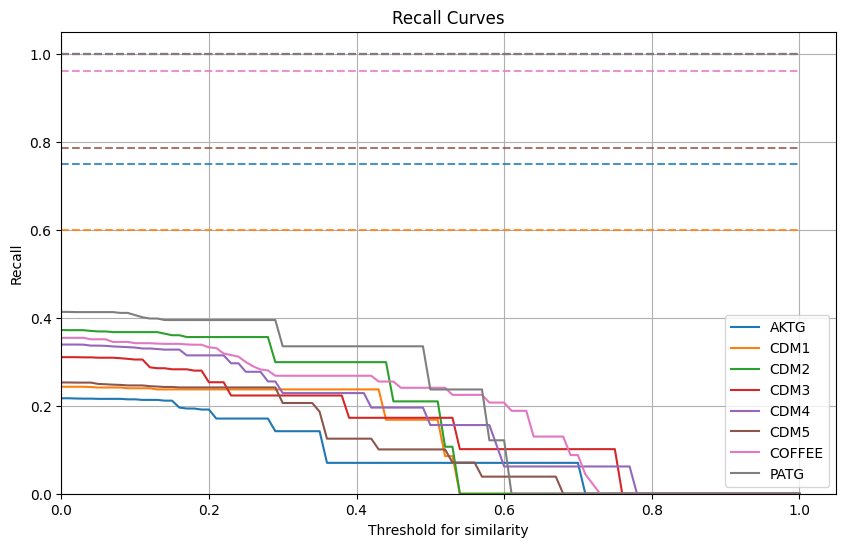 Recall Curves
Recall
1.0
0.8
0.6
0.4
0.2
0.0
0.0 0.2 0.4 0.6 0.8 1.0
Threshold for similarity
AKTG
CDM1
CDM2
CDM3
CDM4
CDM5
COFFEE
PATG